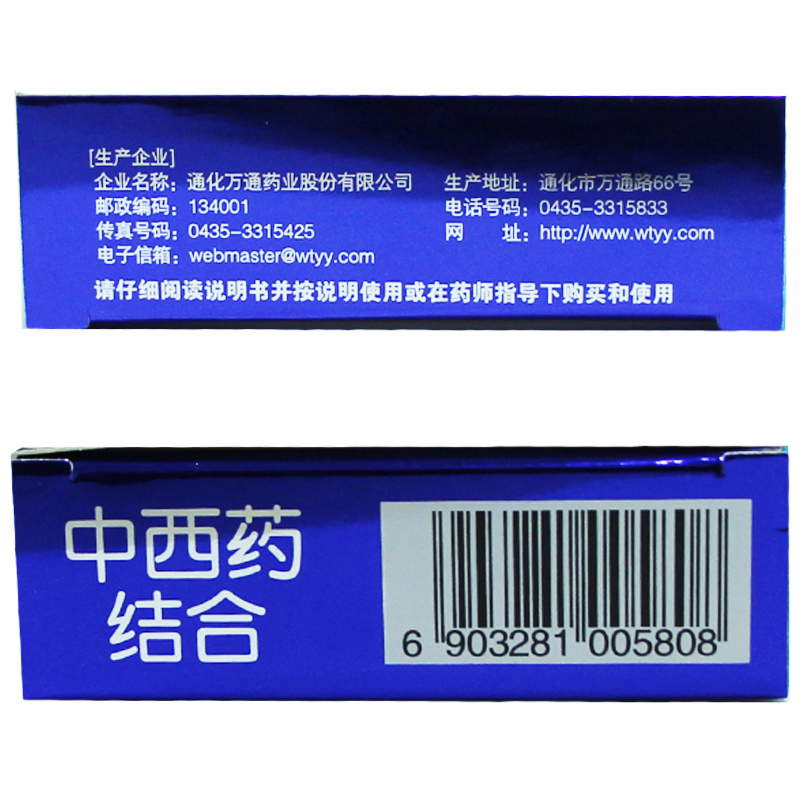 [生产企业]
企业名称：通化万通药业股份有限公司 生产地址：通化市万通路66号
邮政编码：134001 电话号码：0435-3315833
传真号码：0435-3315425 网 址：http://www.wtyy.com
电子信箱：webmaster@wtyy.com
请仔细阅读说明书并按说明使用或在药师指导下购买和使用
中西药
结合
6 903281 005808